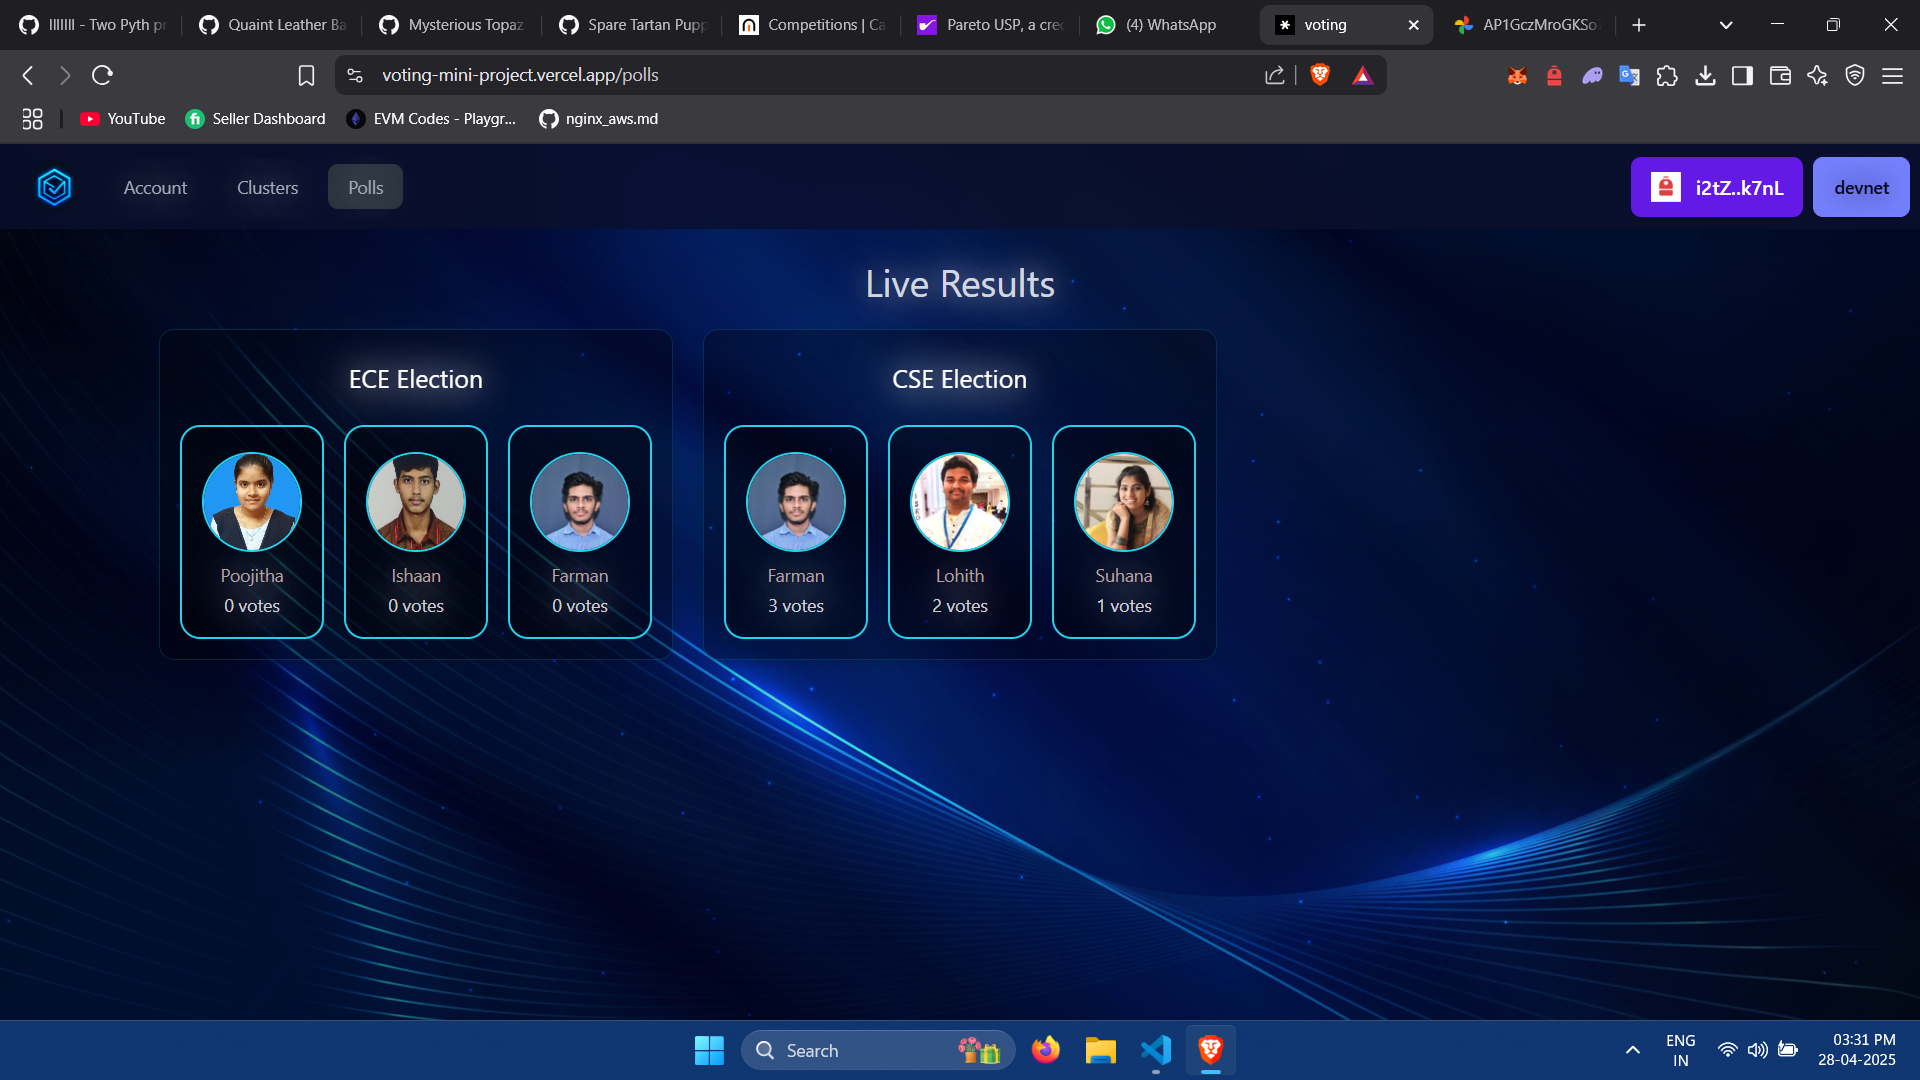 lIlIlII - Two Pyth pr
Quaint Leather Ba
Mysterious Topaz
Spare Tartan Pupp
Competitions | Ca
Pareto USP, a cred
(4) WhatsApp
voting
AP1GczMroGKSo7
voting-mini-project.vercel.app/polls
YouTube
Seller Dashboard
EVM Codes - Playgr...
nginx_aws.md
Account
Clusters
Polls
i2tZ..k7nL
devnet
Live Results
ECE Election
CSE Election
Poojitha
Ishaan
Farman
Farman
Lohith
Suhana
0 votes
0 votes
0 votes
3 votes
2 votes
1 votes
Search
ENG
IN
03:31 PM
28-04-2025